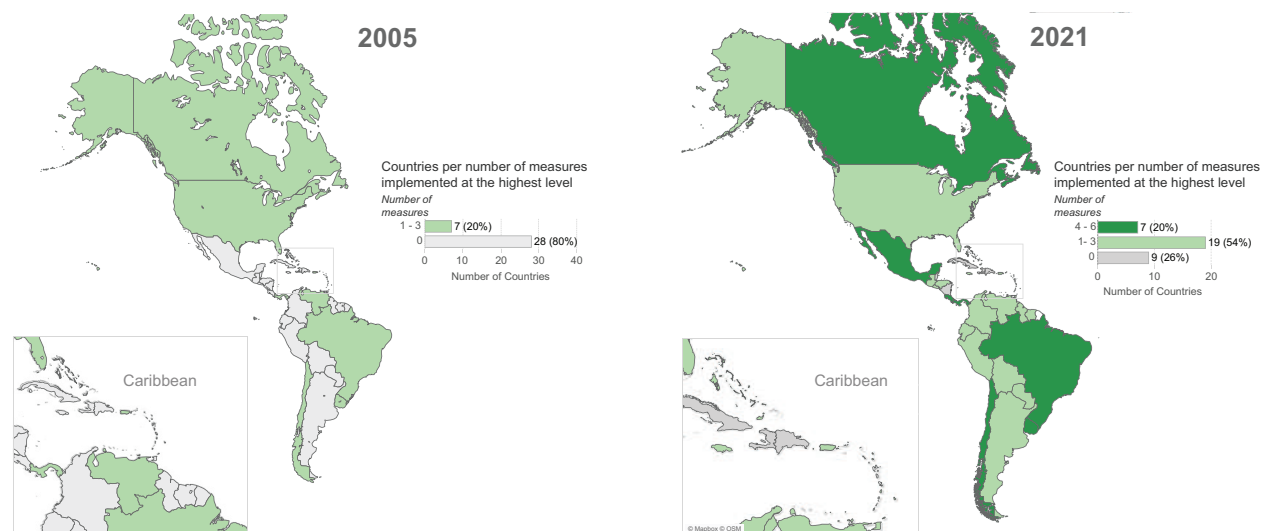 2005
Countries per number of measures
implemented at the highest level
Number of
measures
1 - 3 7 (20%)
0 28 (80%)
0 10 20 30 40
Number of Countries
Caribbean
2021
Countries per number of measures
implemented at the highest level
Number of
measures
4 - 6 7 (20%)
1- 3 19 (54%)
0 9 (26%)
0 10 20
Number of Countries
Caribbean
© Mapbox © OSM